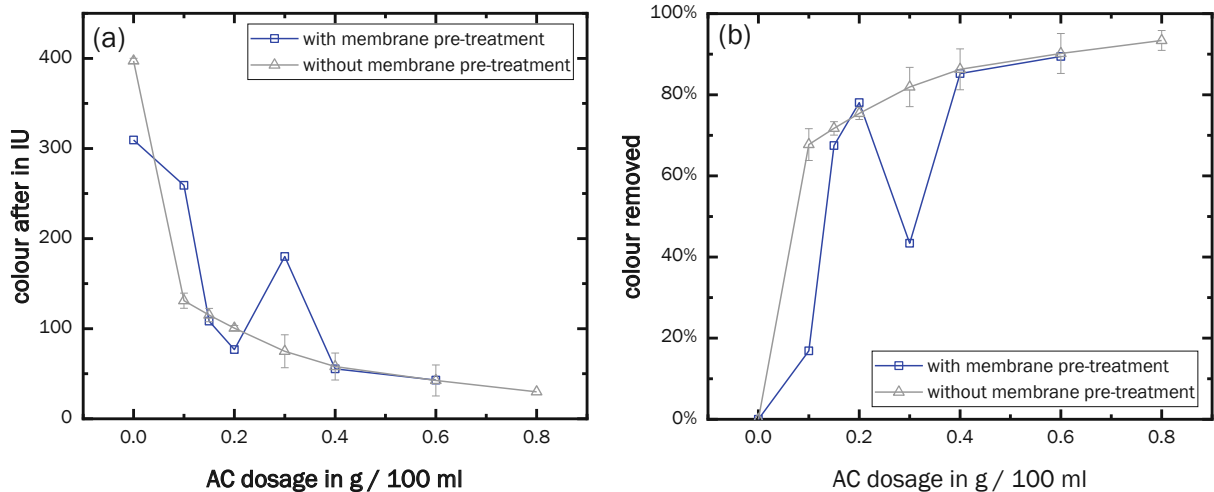 (a)
with membrane pre-treatment
without membrane pre-treatment
400
300
200
100
0
0.0 0.2 0.4 0.6 0.8
colour after in IU
AC dosage in g / 100 ml
(b)
100%
80%
60%
40%
20%
0%
0.0 0.2 0.4 0.6 0.8
colour removed
with membrane pre-treatment
without membrane pre-treatment
AC dosage in g / 100 ml